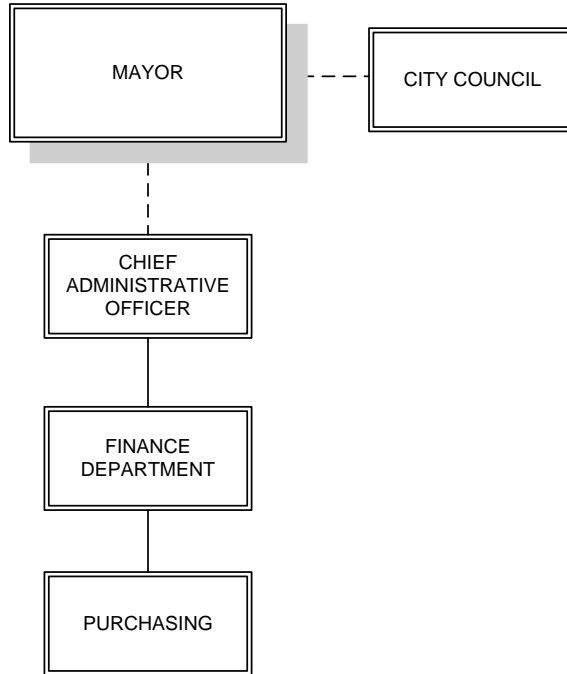 MAYOR
CITY COUNCIL
CHIEF
ADMINISTRATIVE
OFFICER
FINANCE
DEPARTMENT
PURCHASING